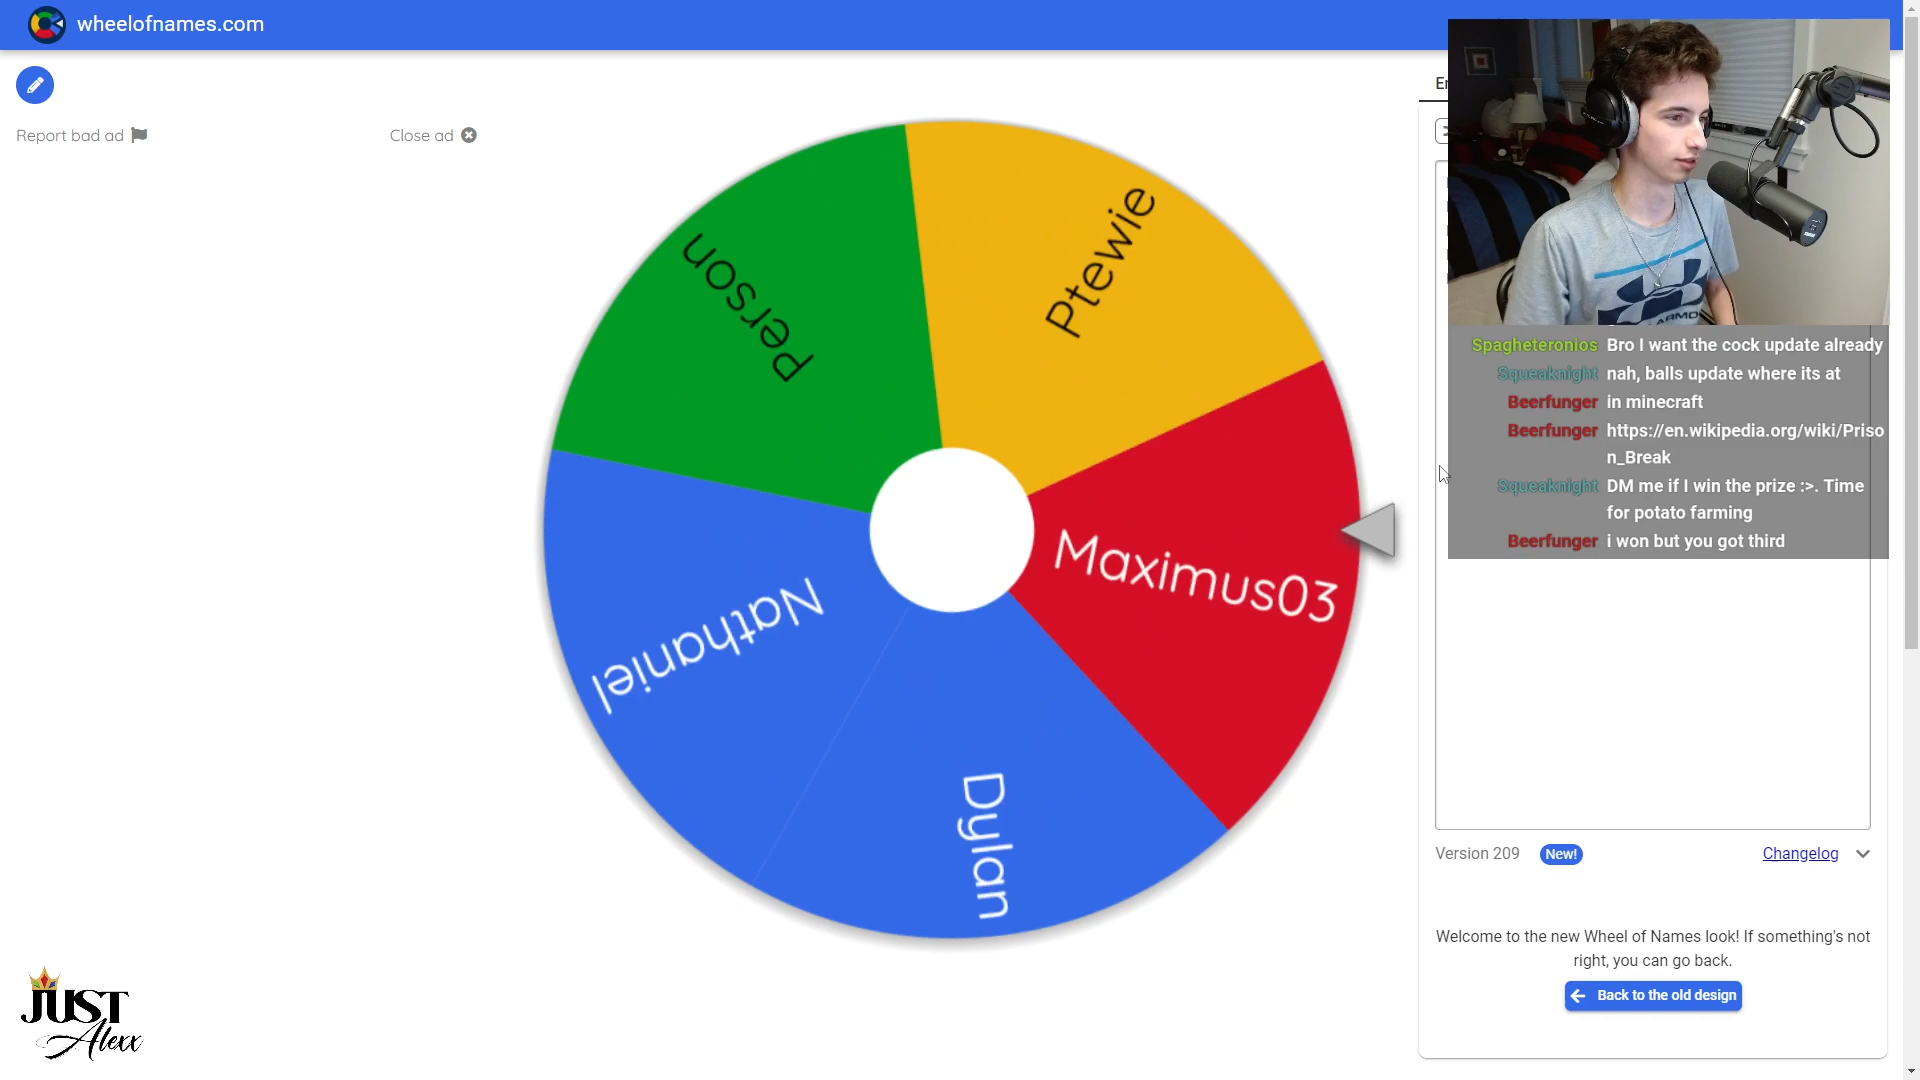 wheelofnames.com
Report bad ad
Close ad
Person
Ptewie
Maximus03
Nathaniel
Dylan
Spagheteronios Bro I want the cock update already
Squeaknight nah, balls update where its at
Beerfunger in minecraft
Beerfunger https://en.wikipedia.org/wiki/Priso
n_Break
Squeaknight DM me if I win the prize :>. Time
for potato farming
Beerfunger i won but you got third
Version 209 New! Changelog
Welcome to the new Wheel of Names look! If something's not
right, you can go back.
Back to the old design
JUST
Alexx